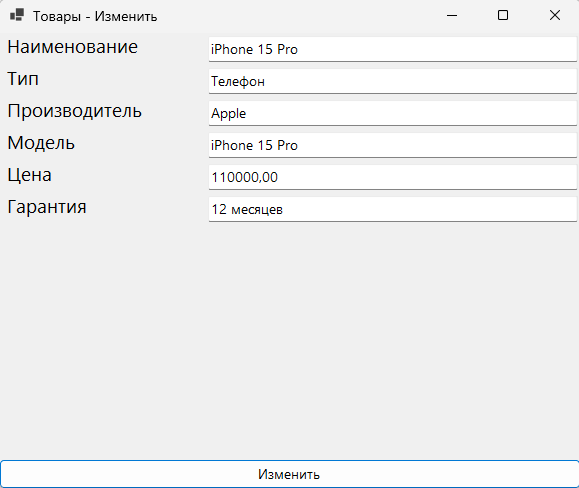 Товары - Изменить
Наименование iPhone 15 Pro
Тип Телефон
Производитель Apple
Модель iPhone 15 Pro
Цена 110000,00
Гарантия 12 месяцев
Изменить